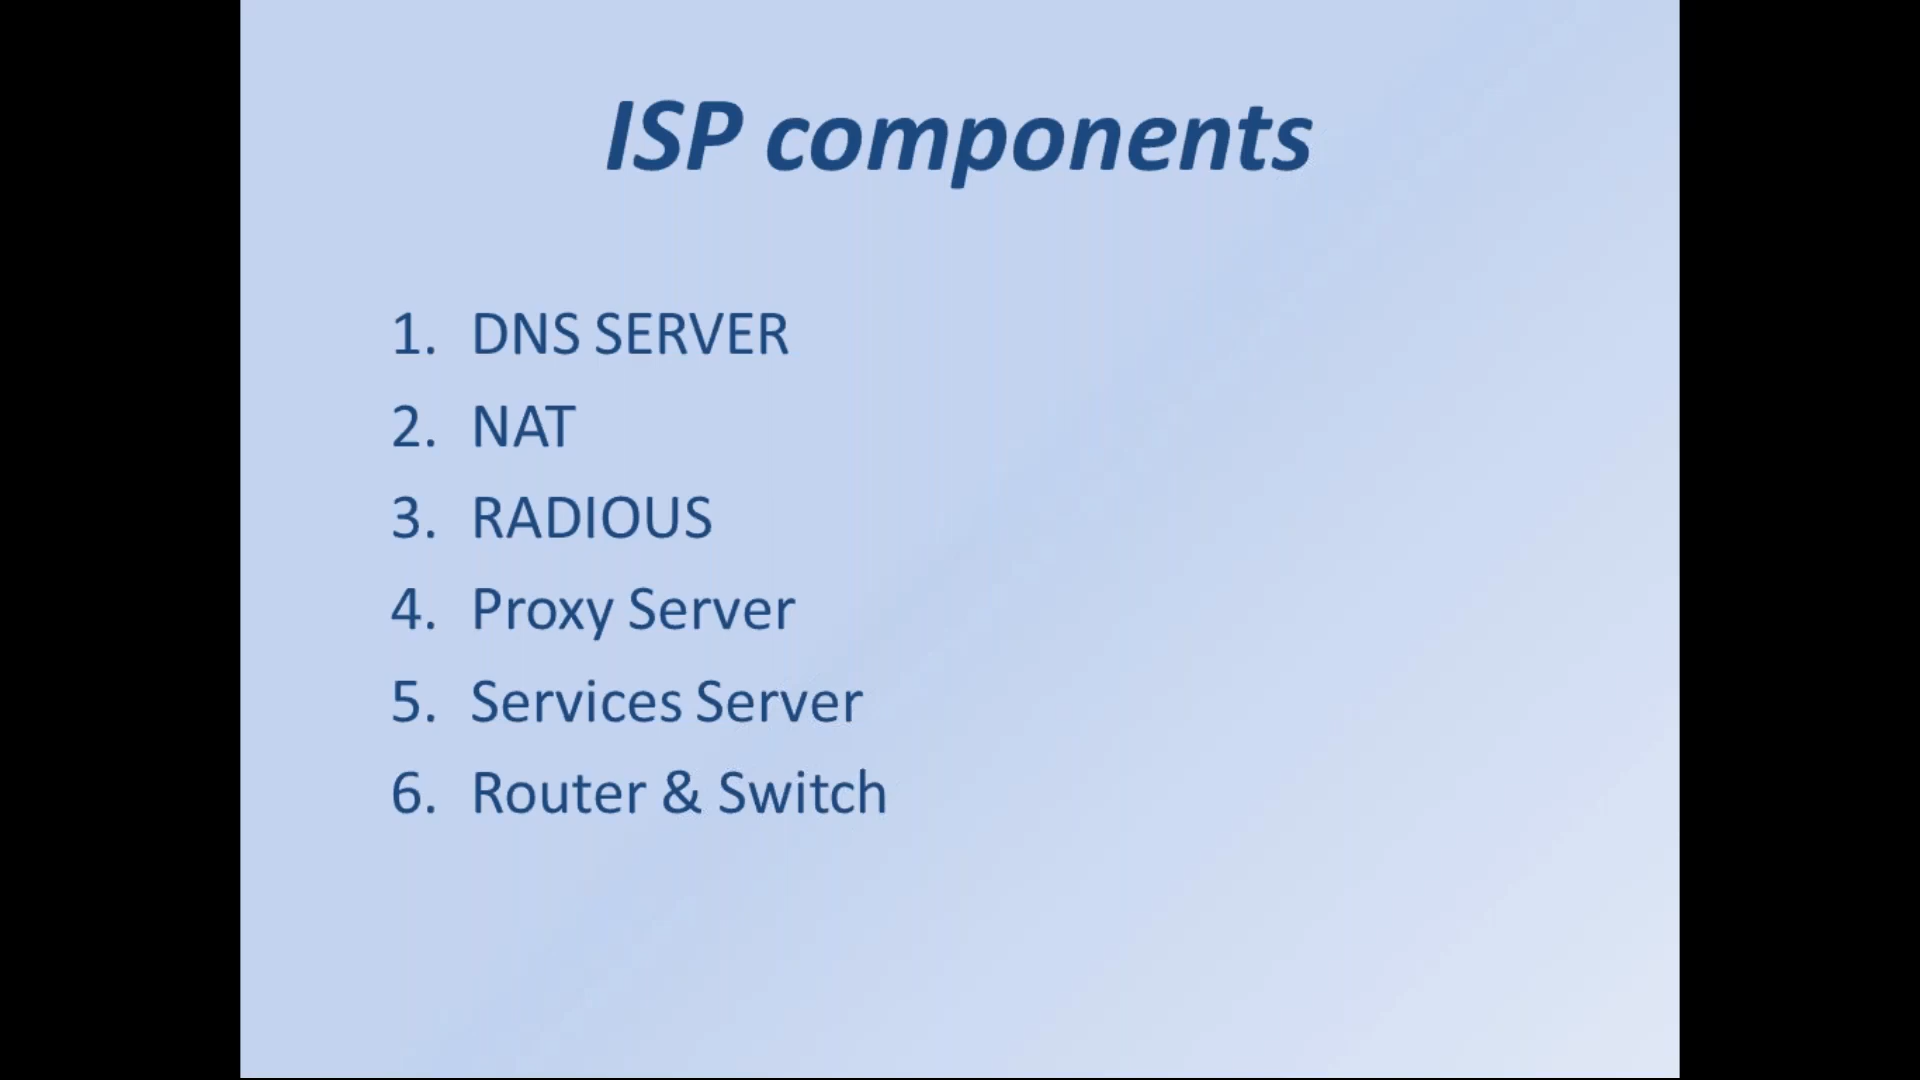 ISP components
1. DNS SERVER
2. NAT
3. RADIOUS
4. Proxy Server
5. Services Server
6. Router & Switch